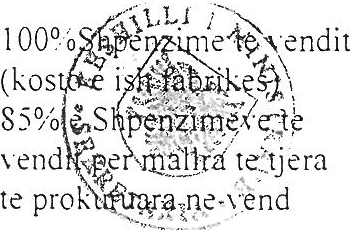 100% Shpenzime te vendit
(kosto e ish fabrikes)
85% e Shpenzimeve te
vendit per mallra te tjera
te prokuruara ne vend